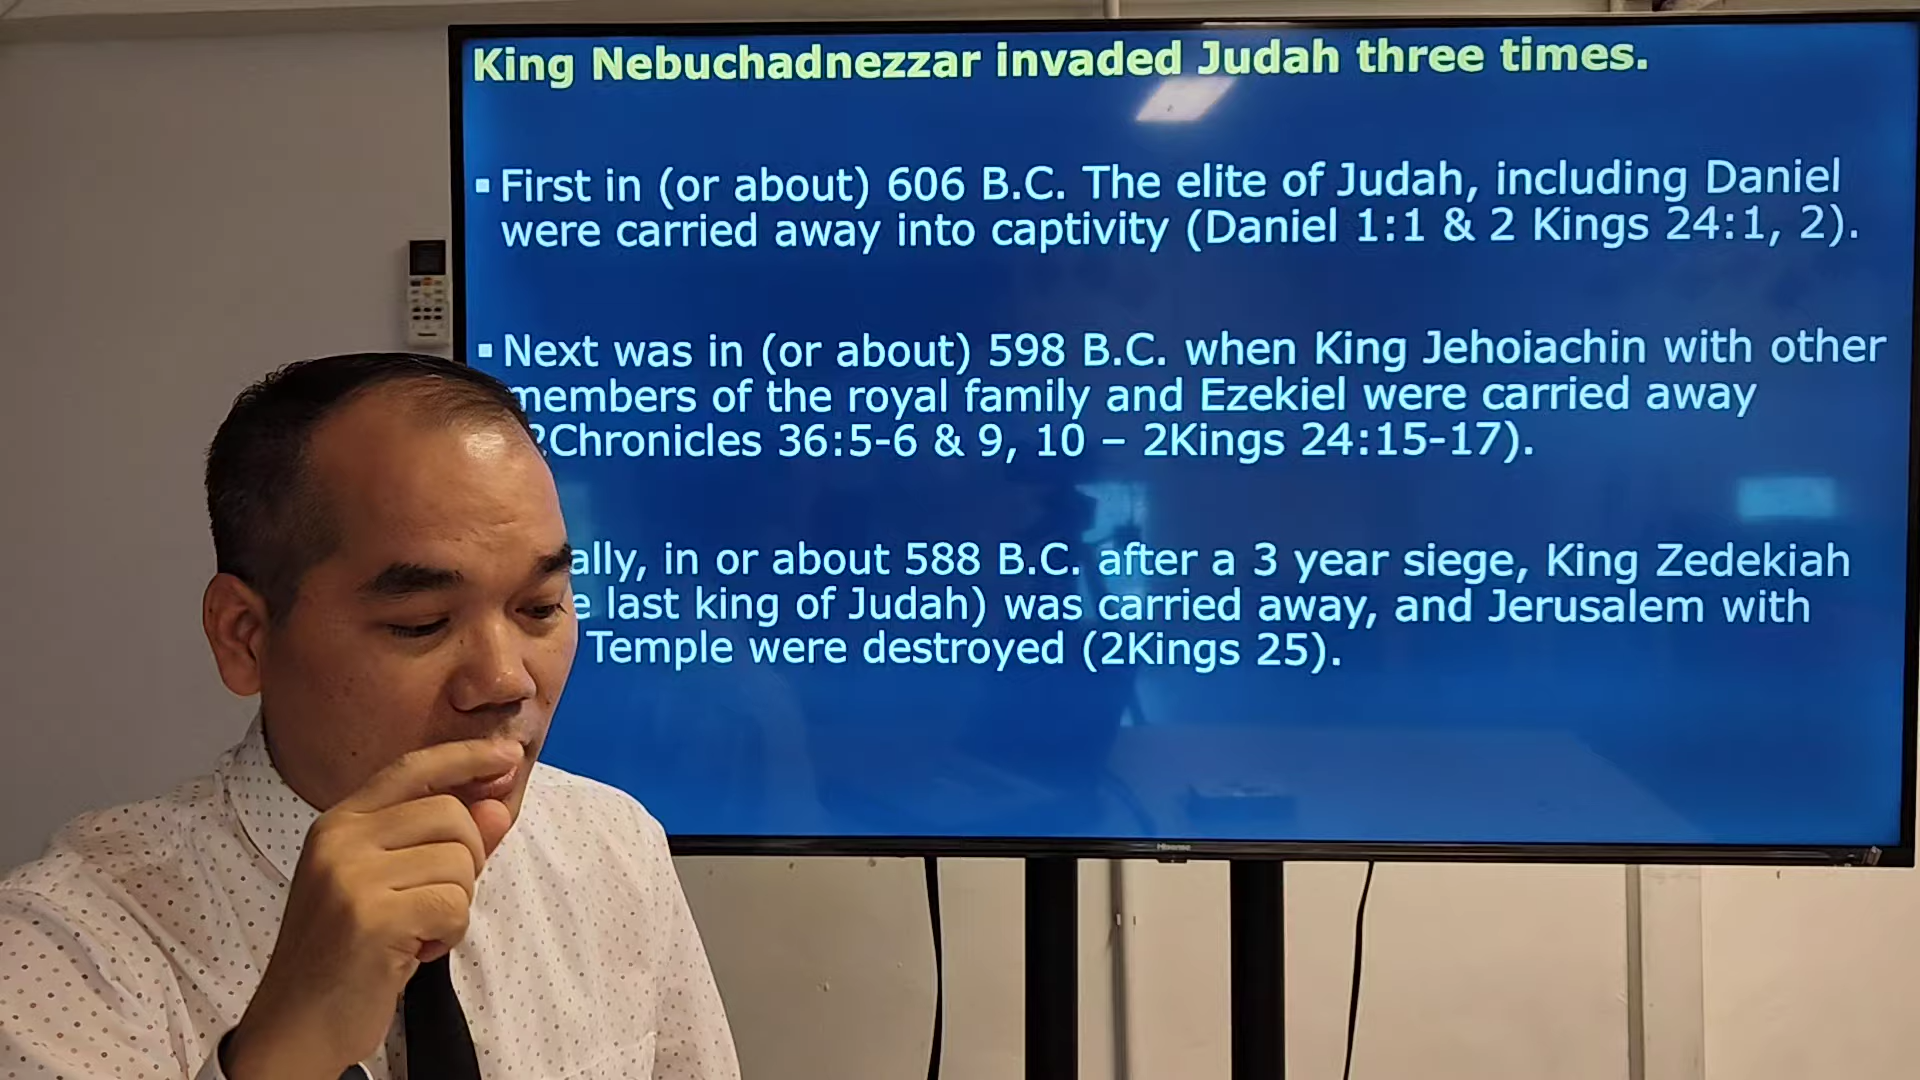 King Nebuchadnezzar invaded Judah three times.
▪ First in (or about) 606 B.C. The elite of Judah, including Daniel
were carried away into captivity (Daniel 1:1 & 2 Kings 24:1, 2).
▪ Next was in (or about) 598 B.C. when King Jehoiachin with other
members of the royal family and Ezekiel were carried away
2Chronicles 36:5-6 & 9, 10 – 2Kings 24:15-17).
ally, in or about 588 B.C. after a 3 year siege, King Zedekiah
e last king of Judah) was carried away, and Jerusalem with
Temple were destroyed (2Kings 25).
Hisense